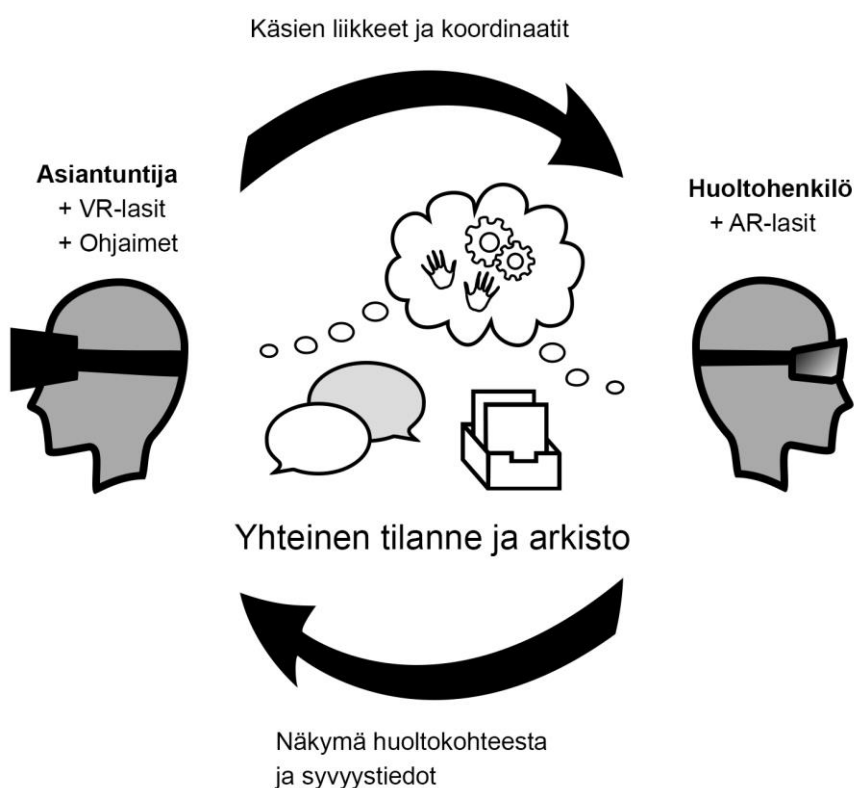 Käsien liikkeet ja koordinaatit
Asiantuntija
+ VR-lasit
+ Ohjaimet
Huoltohenkilö
+ AR-lasit
Yhteinen tilanne ja arkisto
Näkymä huoltokohteesta
ja syvyystiedot